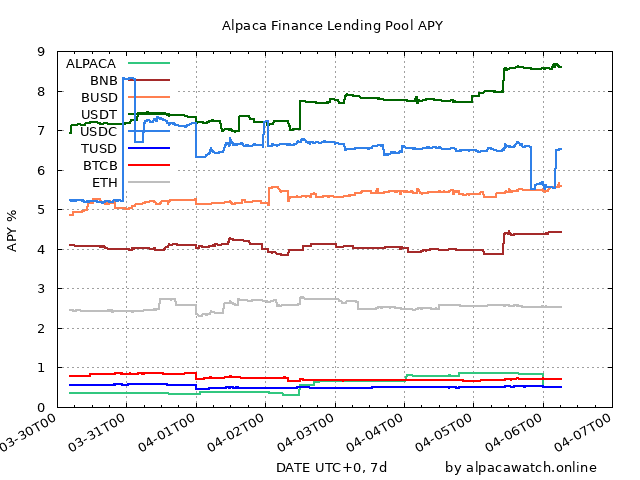 Alpaca Finance Lending Pool APY
9
8
7
6
5
4
3
2
1
0
APY %
ALPACA
BNB
BUSD
USDT
USDC
TUSD
BTCB
ETH
03-30T00
03-31T00
04-01T00
04-02T00
04-03T00
04-04T00
04-05T00
04-06T00
04-07T00
DATE UTC+0, 7d
by alpacawatch.online